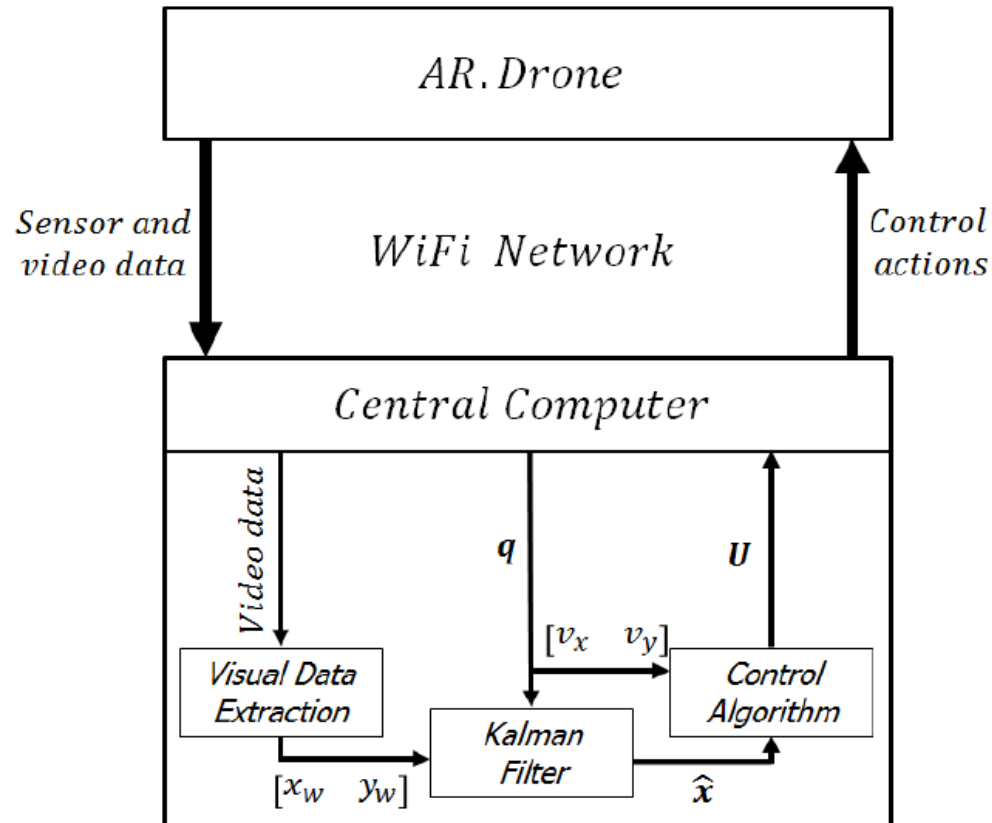 AR.Drone
Sensor and
video data
WiFi Network
Control
actions
Central Computer
Video data
q
U
[v_x v_y]
Visual Data
Extraction
Control
Algorithm
Kalman
Filter
[x_w y_w]
x̂